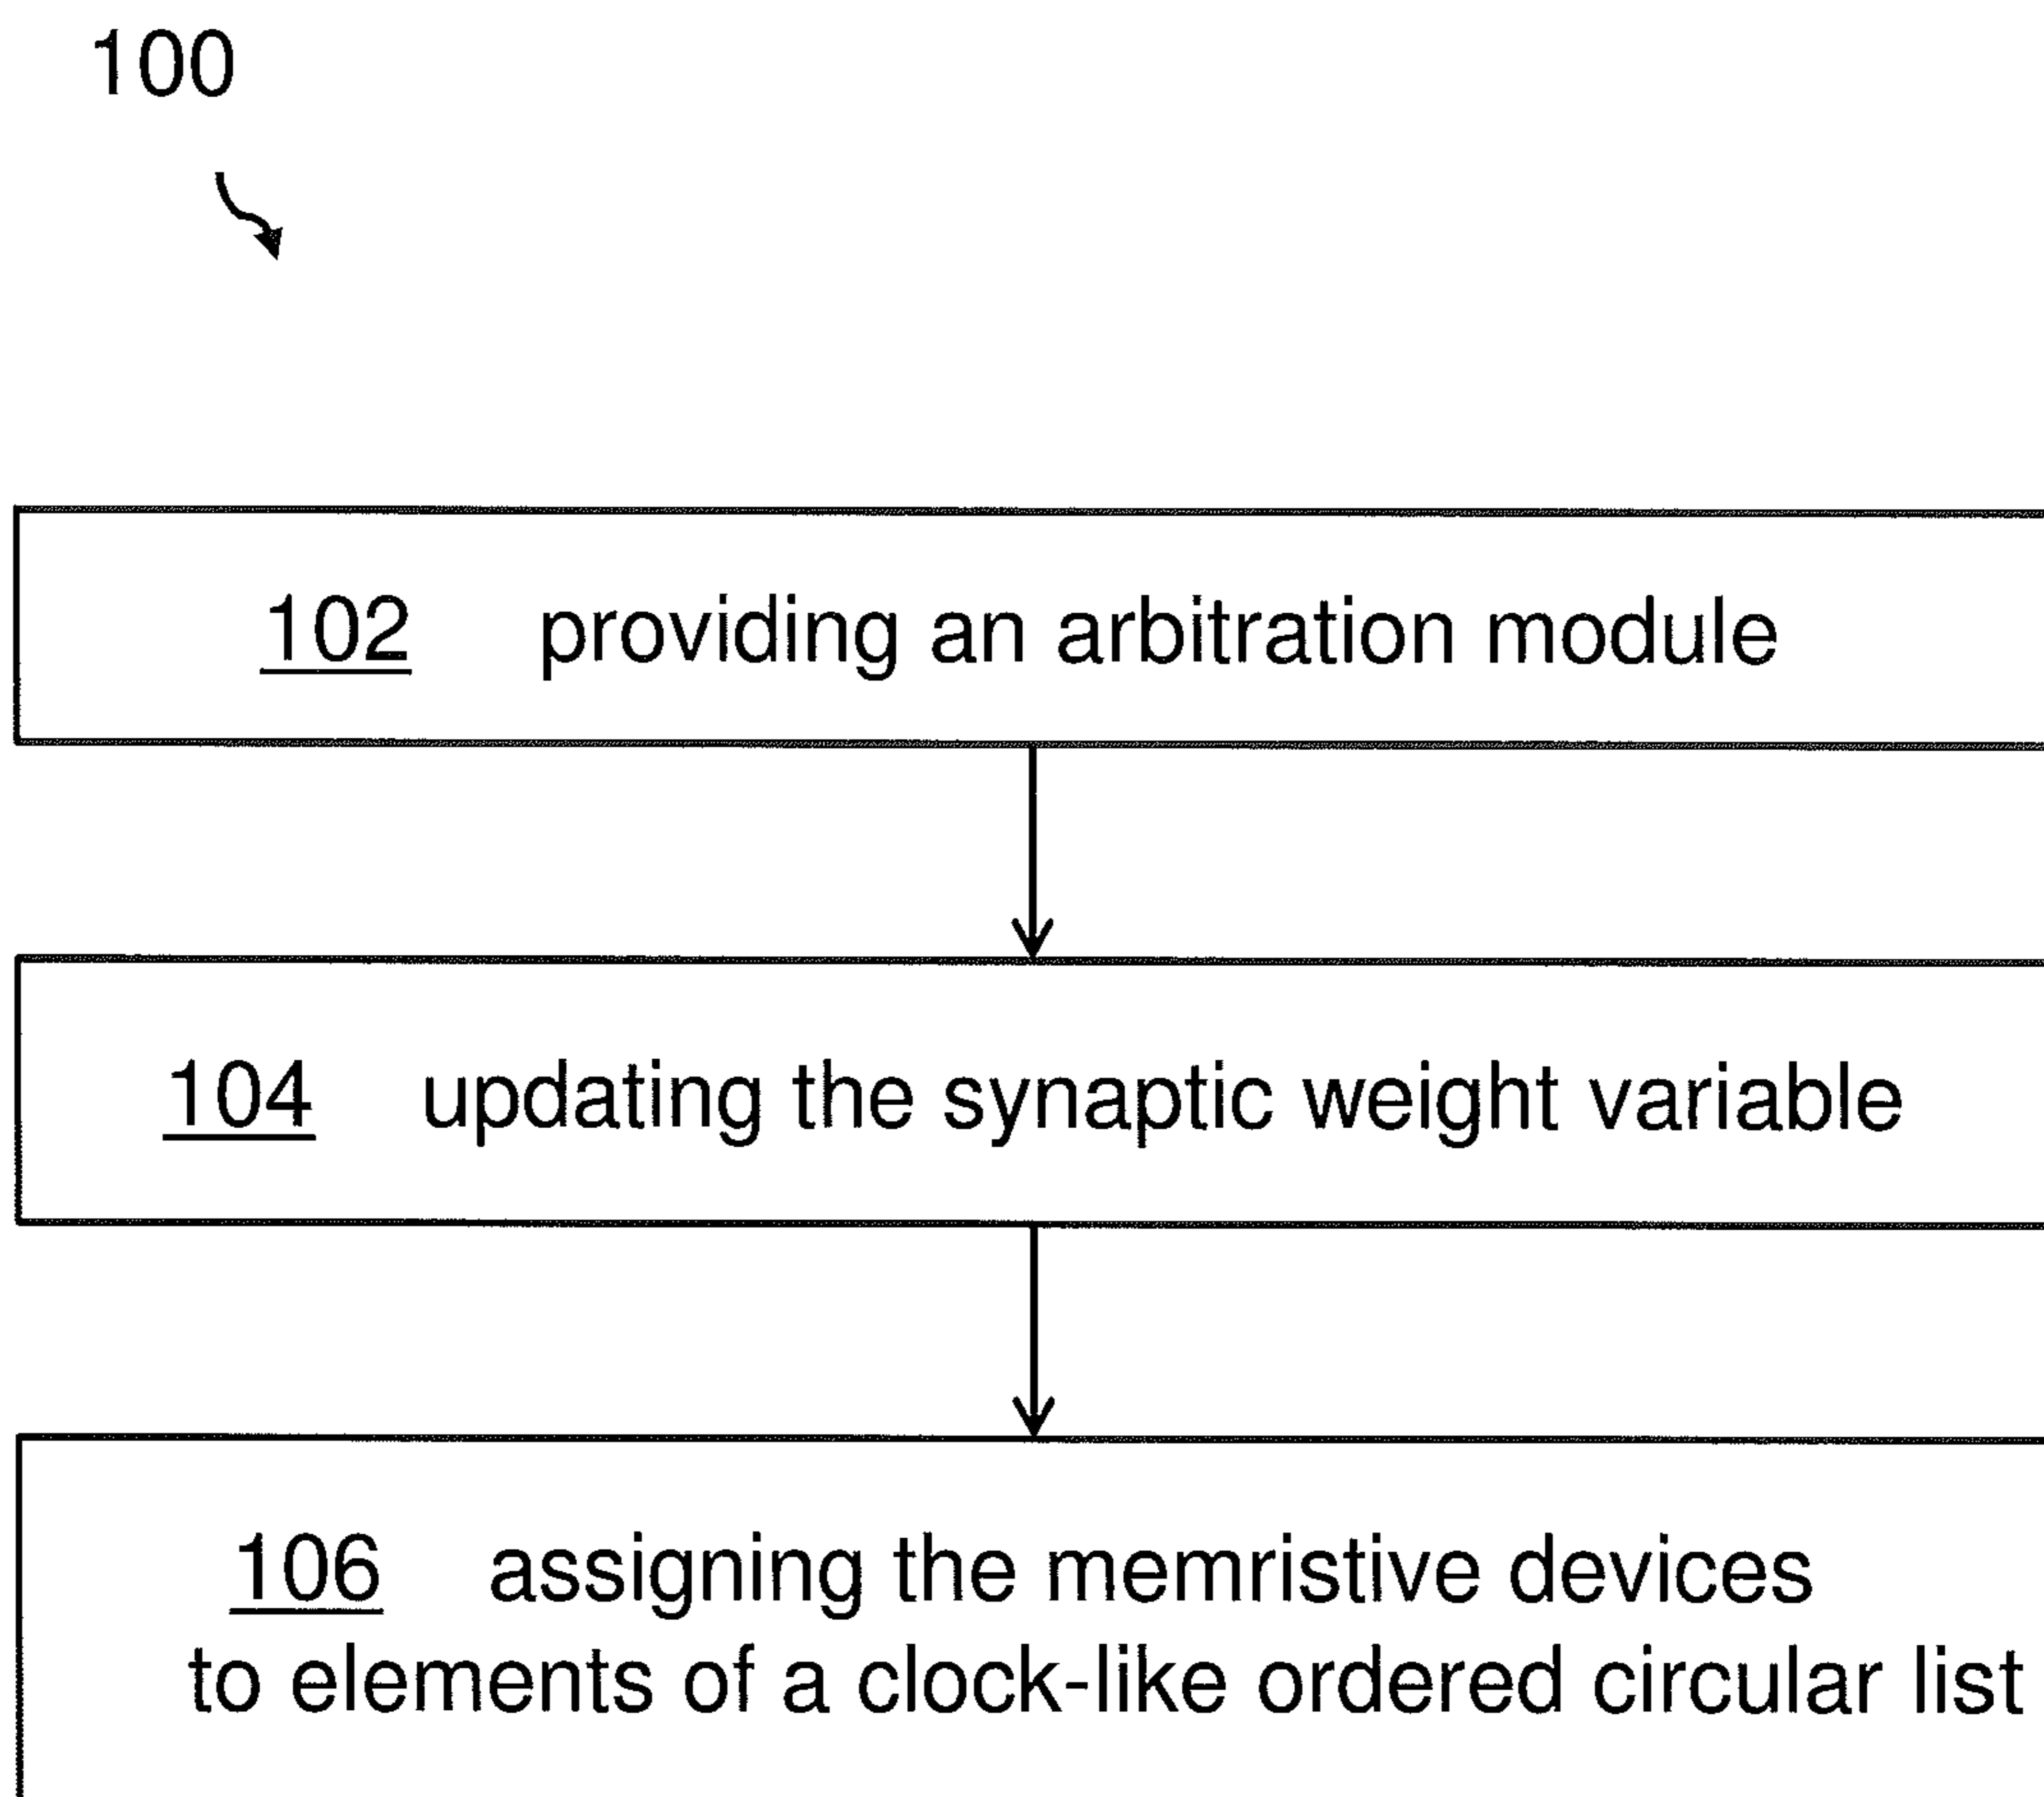 100
102 providing an arbitration module
104 updating the synaptic weight variable
106 assigning the memristive devices
to elements of a clock-like ordered circular list